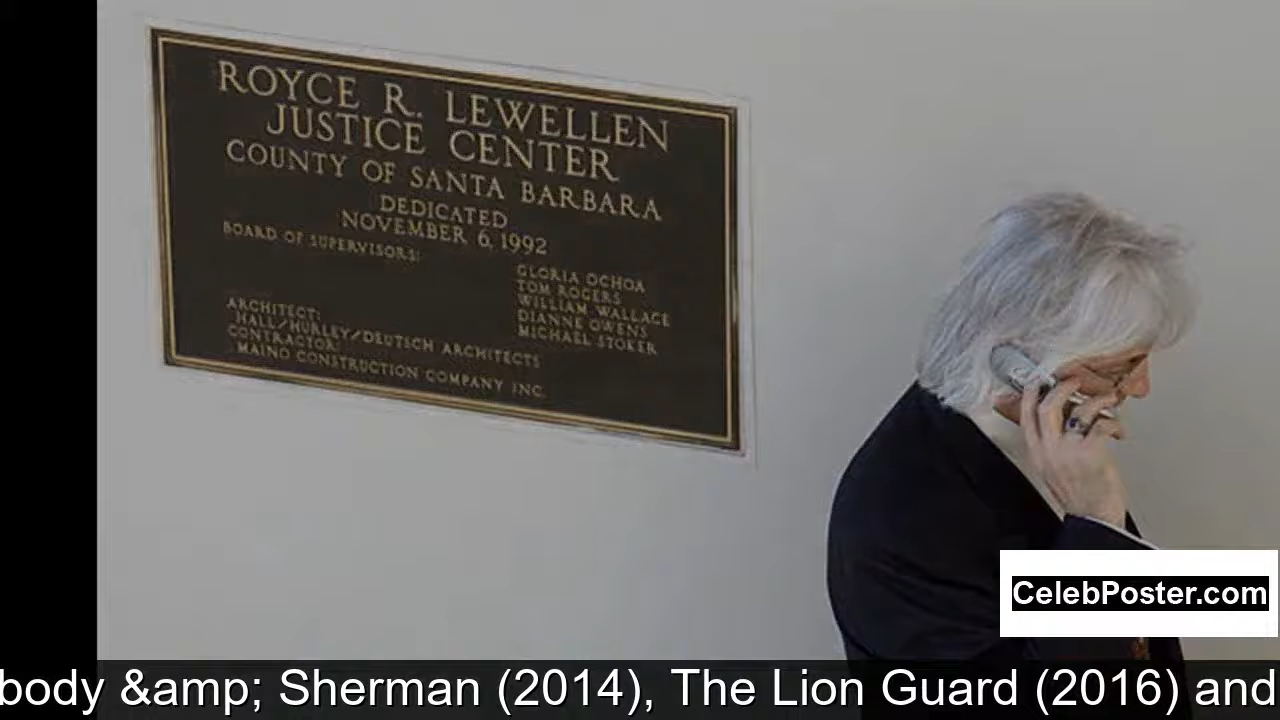 ROYCE R. LEWELLEN
JUSTICE CENTER
COUNTY OF SANTA BARBARA
DEDICATED
NOVEMBER 6, 1992
BOARD OF SUPERVISORS:
GLORIA OCHOA
TOM ROGERS
WILLIAM WALLACE
DIANNE OWENS
MICHAEL STOKER
ARCHITECT:
HALL/HURLEY/DEUTSCH ARCHITECTS
CONTRACTOR:
MAINO CONSTRUCTION COMPANY INC.
CelebPoster.com
body &amp; Sherman (2014), The Lion Guard (2016) and